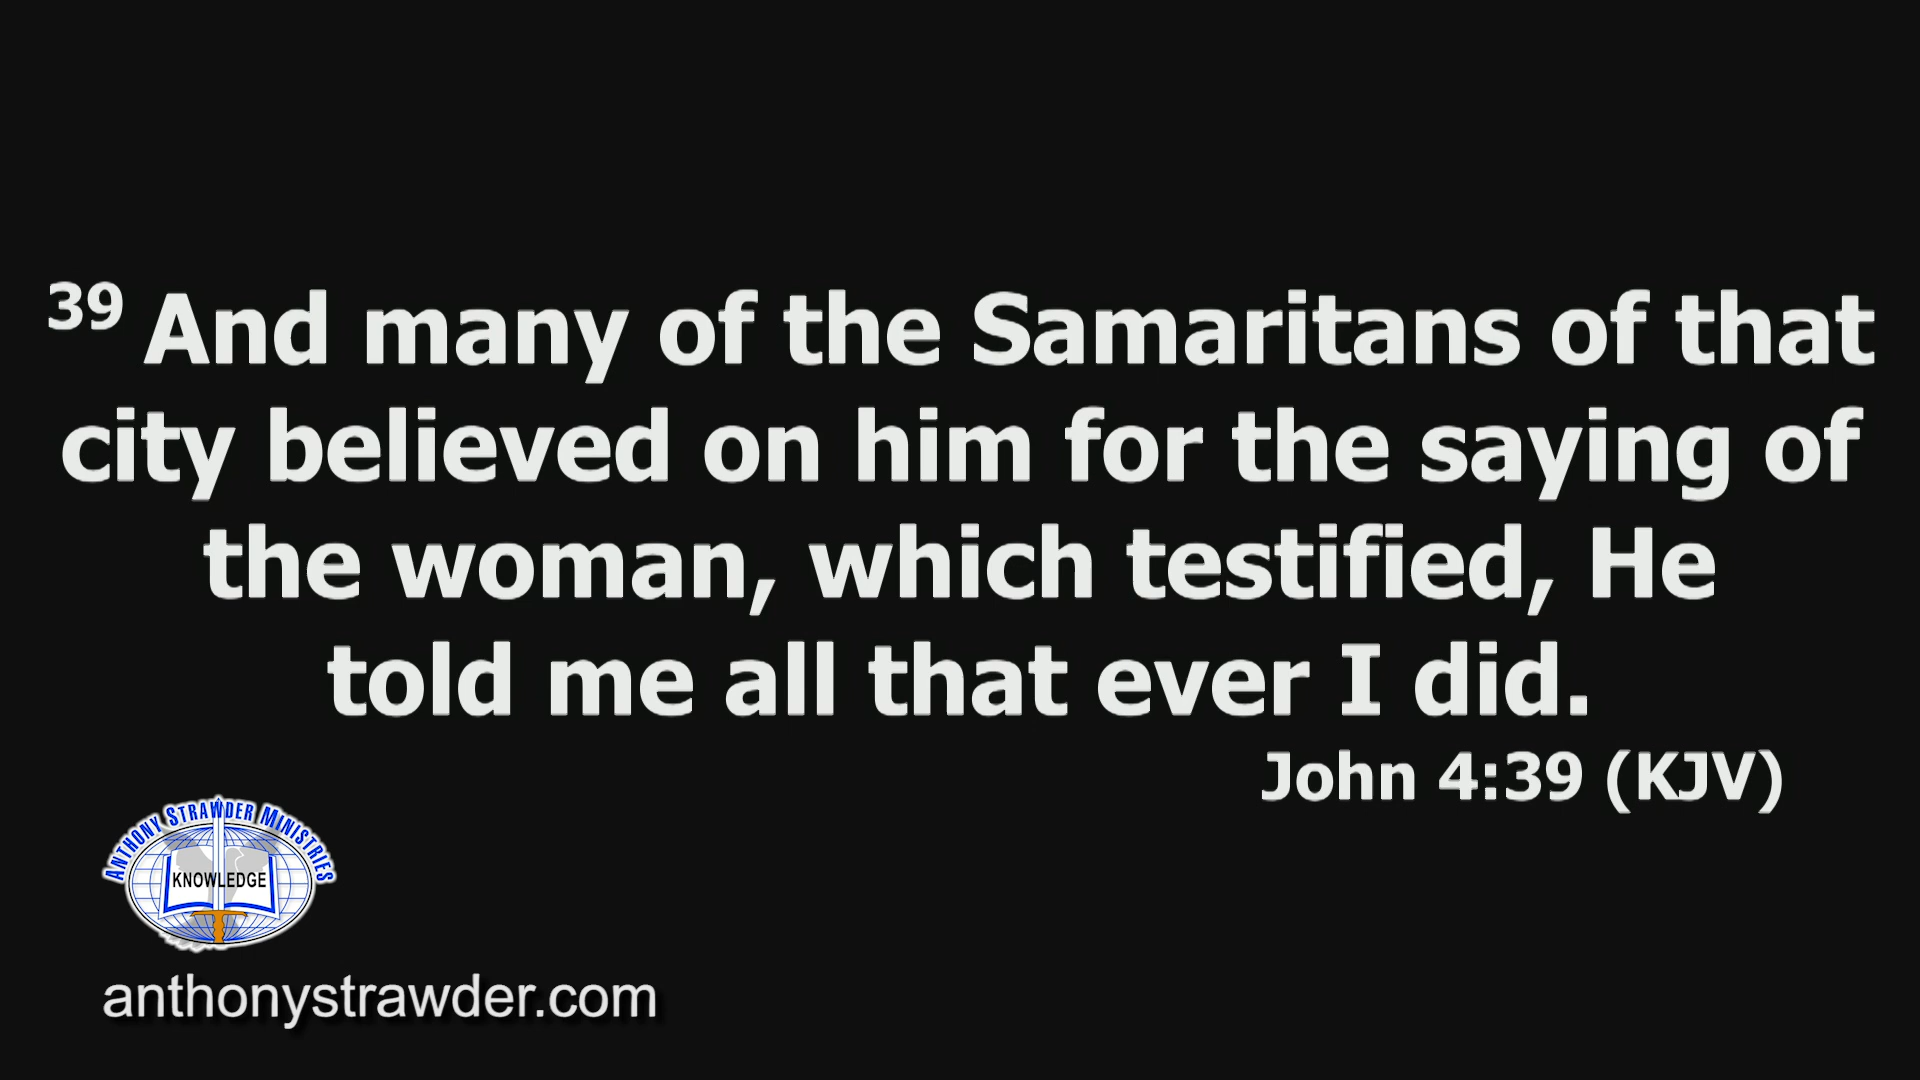 39 And many of the Samaritans of that
city believed on him for the saying of
the woman, which testified, He
told me all that ever I did.
John 4:39 (KJV)
ANTHONY STRAWDER MINISTRIES
KNOWLEDGE
anthonystrawder.com